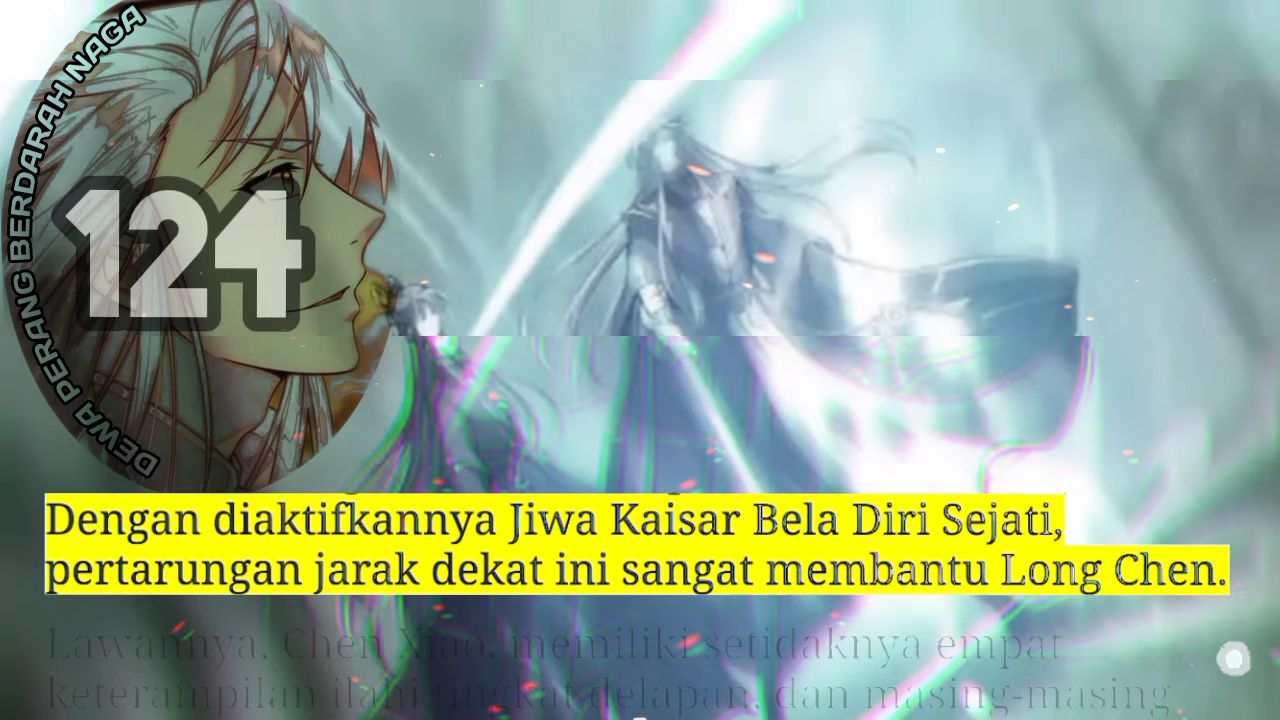 DEWA PERANG BERDARAH NAGA
124
Dengan diaktifkannya Jiwa Kaisar Bela Diri Sejati,
pertarungan jarak dekat ini sangat membantu Long Chen.
Lawannya, Chen Xiao, memiliki setidaknya empat
keterampilan ilahi tingkat delapan, dan masing-masing